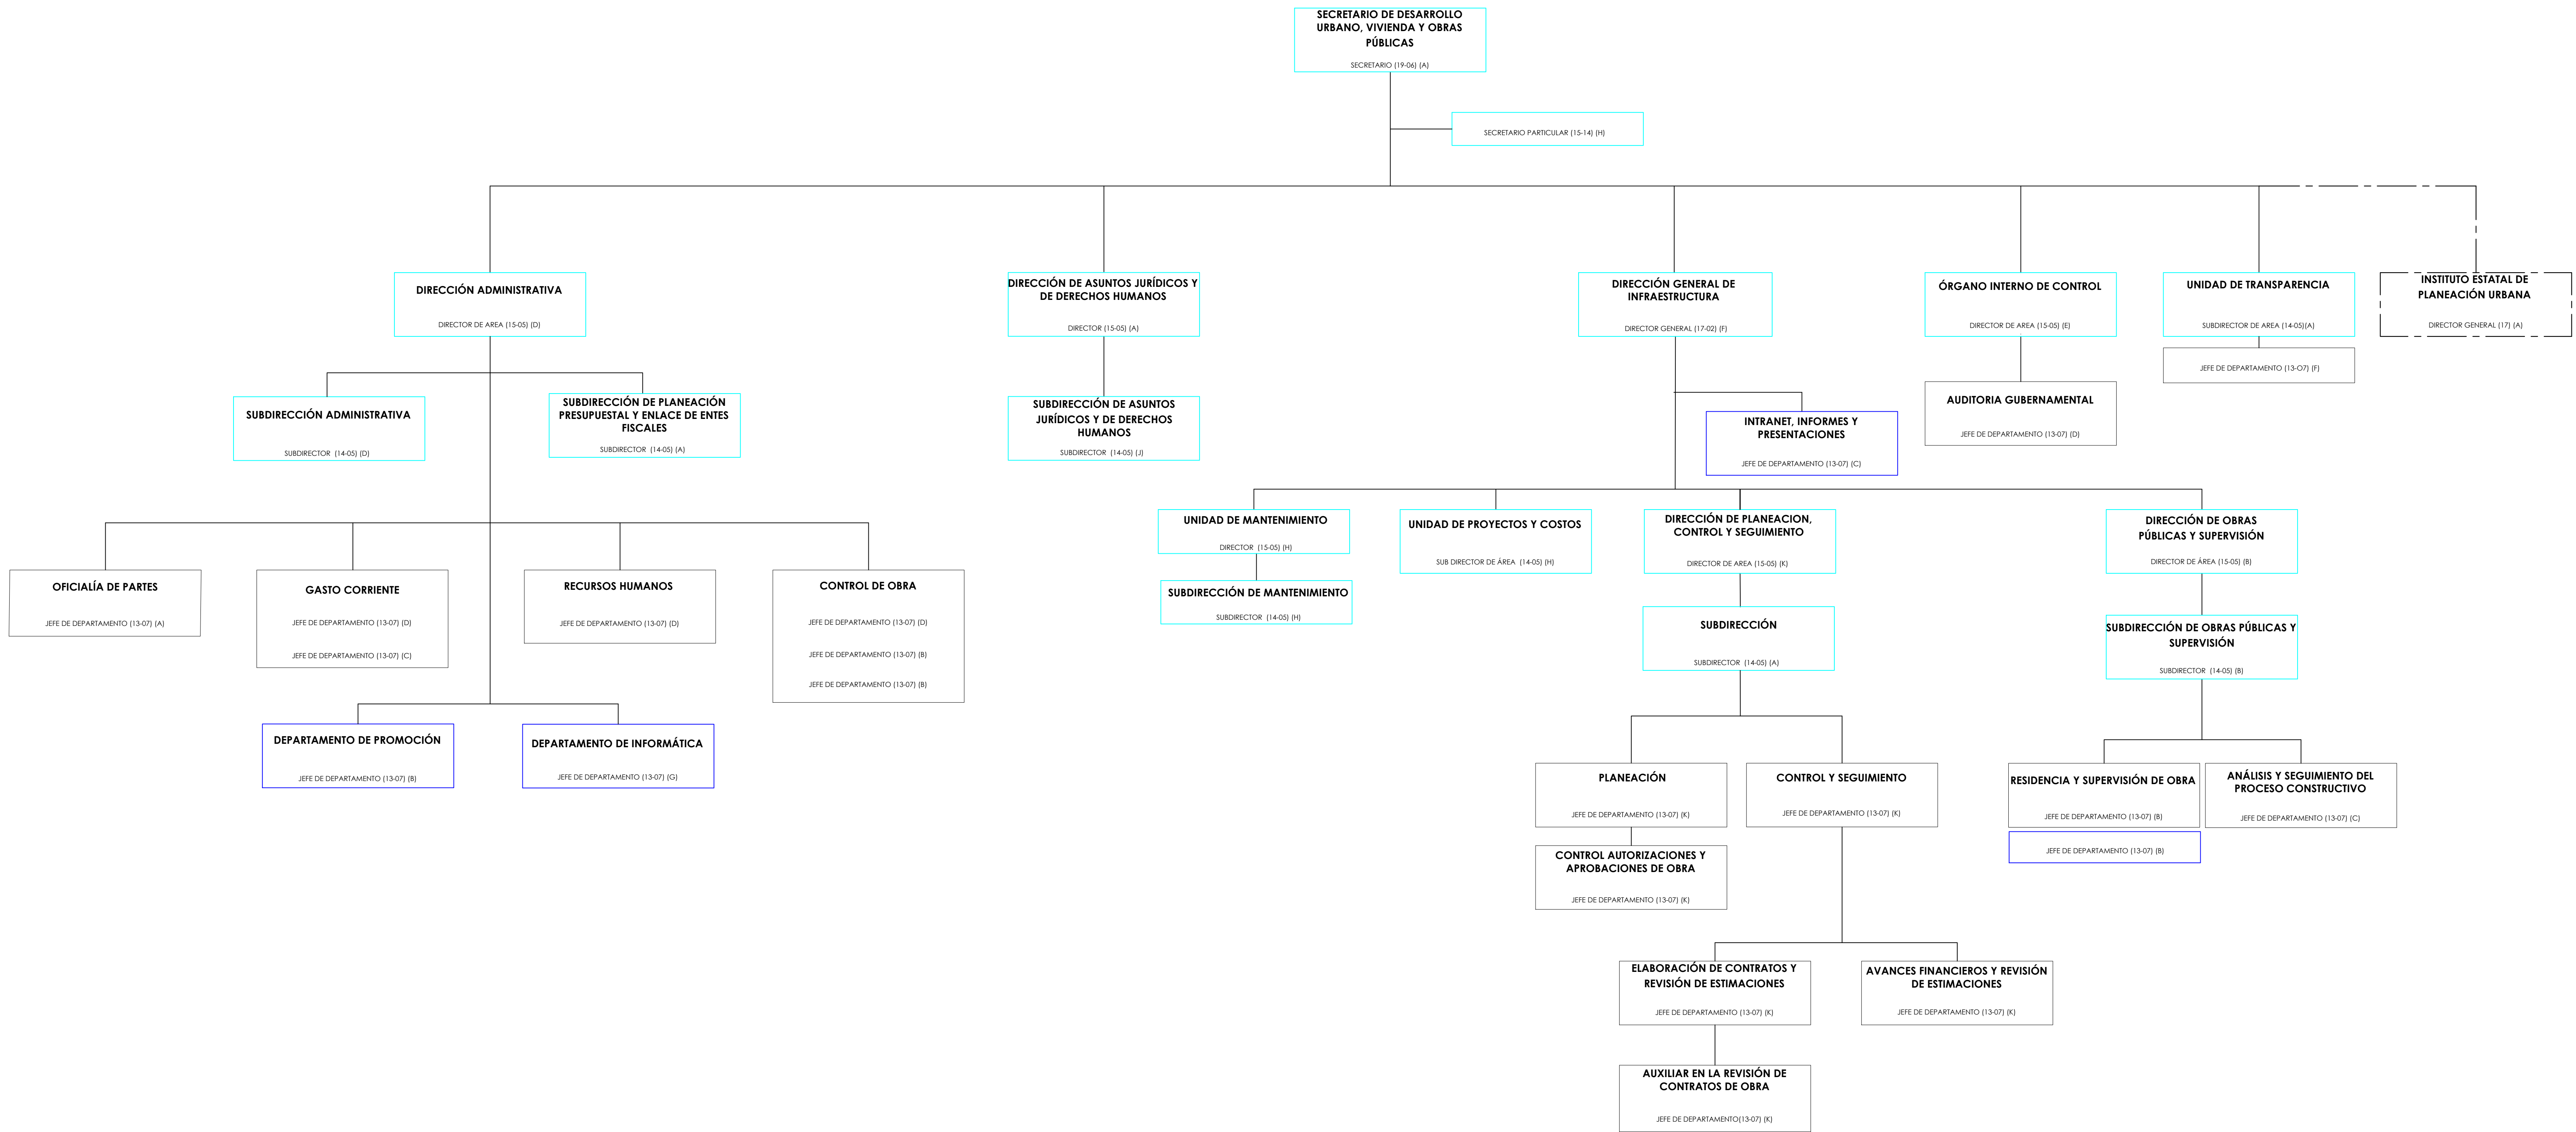 SECRETARIO DE DESARROLLO
URBANO, VIVIENDA Y OBRAS
PÚBLICAS
SECRETARIO (19-06) (A)
SECRETARIO PARTICULAR (15-14) (H)
DIRECCIÓN ADMINISTRATIVA
DIRECTOR DE AREA (15-05) (D)
DIRECCIÓN DE ASUNTOS JURÍDICOS Y
DE DERECHOS HUMANOS
DIRECTOR (15-05) (A)
DIRECCIÓN GENERAL DE
INFRAESTRUCTURA
DIRECTOR GENERAL (17-02) (F)
ÓRGANO INTERNO DE CONTROL
DIRECTOR DE AREA (15-05) (E)
UNIDAD DE TRANSPARENCIA
SUBDIRECTOR DE AREA (14-05)(A)
INSTITUTO ESTATAL DE
PLANEACIÓN URBANA
DIRECTOR GENERAL (17) (A)
JEFE DE DEPARTAMENTO (13-O7) (F)
SUBDIRECCIÓN ADMINISTRATIVA
SUBDIRECTOR (14-05) (D)
SUBDIRECCIÓN DE PLANEACIÓN
PRESUPUESTAL Y ENLACE DE ENTES
FISCALES
SUBDIRECTOR (14-05) (A)
SUBDIRECCIÓN DE ASUNTOS
JURÍDICOS Y DE DERECHOS
HUMANOS
SUBDIRECTOR (14-05) (J)
INTRANET, INFORMES Y
PRESENTACIONES
JEFE DE DEPARTAMENTO (13-07) (C)
AUDITORIA GUBERNAMENTAL
JEFE DE DEPARTAMENTO (13-07) (D)
UNIDAD DE MANTENIMIENTO
DIRECTOR (15-05) (H)
UNIDAD DE PROYECTOS Y COSTOS
SUB DIRECTOR DE ÁREA (14-05) (H)
DIRECCIÓN DE PLANEACION,
CONTROL Y SEGUIMIENTO
DIRECTOR DE AREA (15-05) (K)
DIRECCIÓN DE OBRAS
PÚBLICAS Y SUPERVISIÓN
DIRECTOR DE ÁREA (15-05) (B)
OFICIALÍA DE PARTES
JEFE DE DEPARTAMENTO (13-07) (A)
GASTO CORRIENTE
JEFE DE DEPARTAMENTO (13-07) (D)
JEFE DE DEPARTAMENTO (13-07) (C)
RECURSOS HUMANOS
JEFE DE DEPARTAMENTO (13-07) (D)
CONTROL DE OBRA
JEFE DE DEPARTAMENTO (13-07) (D)
JEFE DE DEPARTAMENTO (13-07) (B)
JEFE DE DEPARTAMENTO (13-07) (B)
SUBDIRECCIÓN DE MANTENIMIENTO
SUBDIRECTOR (14-05) (H)
SUBDIRECCIÓN
SUBDIRECTOR (14-05) (A)
SUBDIRECCIÓN DE OBRAS PÚBLICAS Y
SUPERVISIÓN
SUBDIRECTOR (14-05) (B)
DEPARTAMENTO DE PROMOCIÓN
JEFE DE DEPARTAMENTO (13-07) (B)
DEPARTAMENTO DE INFORMÁTICA
JEFE DE DEPARTAMENTO (13-07) (G)
PLANEACIÓN
JEFE DE DEPARTAMENTO (13-07) (K)
CONTROL Y SEGUIMIENTO
JEFE DE DEPARTAMENTO (13-07) (K)
RESIDENCIA Y SUPERVISIÓN DE OBRA
JEFE DE DEPARTAMENTO (13-07) (B)
ANÁLISIS Y SEGUIMIENTO DEL
PROCESO CONSTRUCTIVO
JEFE DE DEPARTAMENTO (13-07) (C)
JEFE DE DEPARTAMENTO (13-07) (B)
CONTROL AUTORIZACIONES Y
APROBACIONES DE OBRA
JEFE DE DEPARTAMENTO (13-07) (K)
ELABORACIÓN DE CONTRATOS Y
REVISIÓN DE ESTIMACIONES
JEFE DE DEPARTAMENTO (13-07) (K)
AVANCES FINANCIEROS Y REVISIÓN
DE ESTIMACIONES
JEFE DE DEPARTAMENTO (13-07) (K)
AUXILIAR EN LA REVISIÓN DE
CONTRATOS DE OBRA
JEFE DE DEPARTAMENTO(13-07) (K)